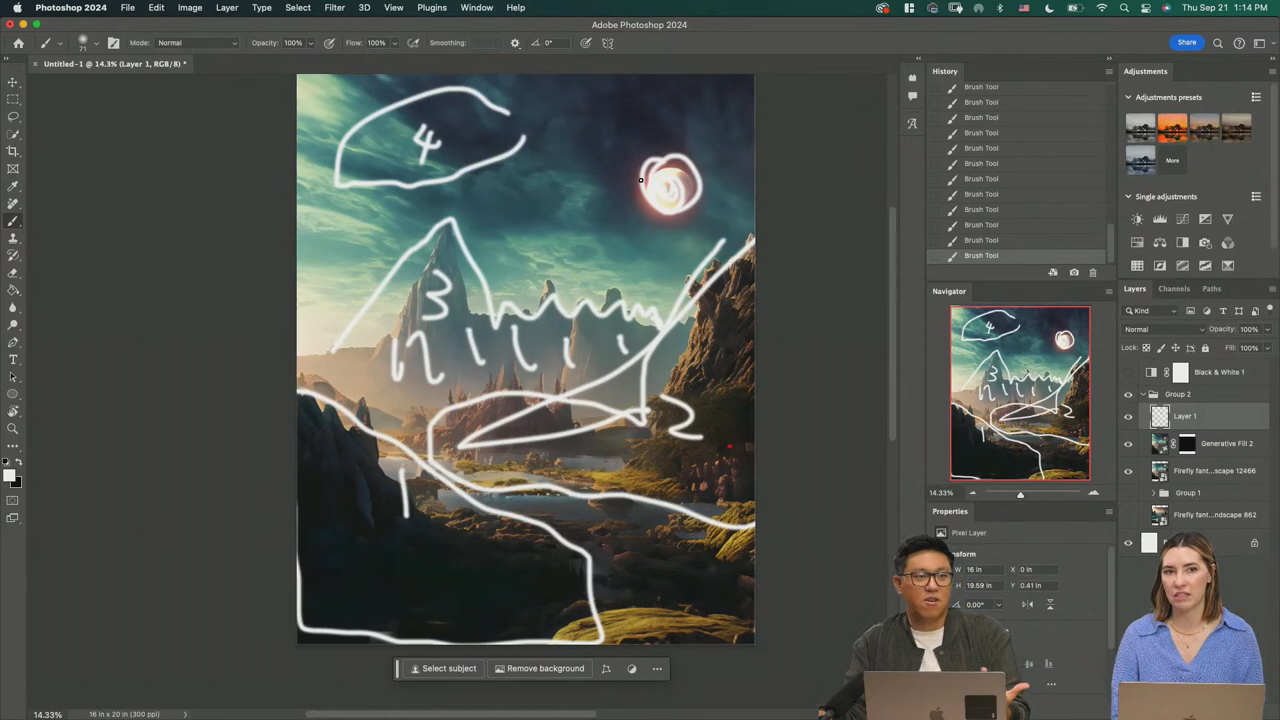 Photoshop 2024 File Edit Image Layer Type Select Filter 3D View Plugins Window Help Thu Sep 21 1:14 PM
Adobe Photoshop 2024
71 Mode: Normal Opacity: 100% Flow: 100% Smoothing: 0° Share
Untitled-1 @ 14.3% (Layer 1, RGB/8) *
4
3
2
1
History
Brush Tool
Brush Tool
Brush Tool
Brush Tool
Brush Tool
Brush Tool
Brush Tool
Brush Tool
Brush Tool
Brush Tool
Brush Tool
Brush Tool
Navigator
14.33%
Properties
Pixel Layer
ansform
W 16 in X 0 in
H 19.59 in Y 0.41 in
0.00°
Adjustments
Adjustments presets
More
Single adjustments
Layers Channels Paths
Kind
Normal Opacity: 100%
Lock: Fill: 100%
Black & White 1
Group 2
Layer 1
Generative Fill 2
Firefly fant...scape 12466
Group 1
Firefly fant...ndscape 862
Select subject Remove background
14.33% 16 in x 20 in (300 ppi)